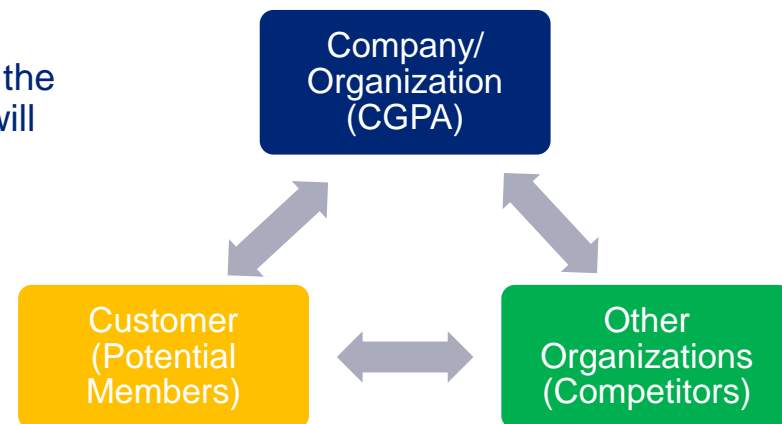 the
will
Company/
Organization
(CGPA)
Customer
(Potential
Members)
Other
Organizations
(Competitors)